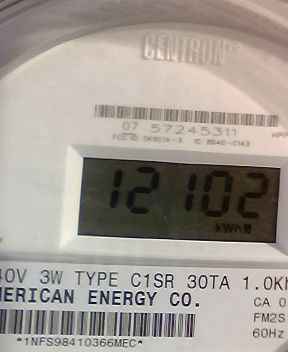 CENTRON®
07 57245311
12102
kWh
40V 3W TYPE C1SR 30TA 1.0Kh
MERICAN ENERGY CO.
CA 0
FM2S
*1NFS98410366MEC*
60Hz